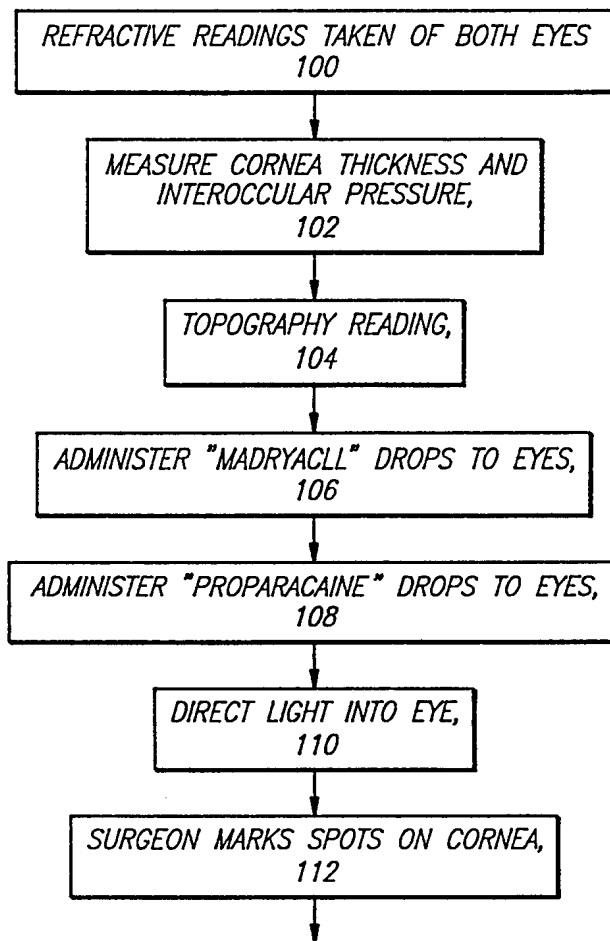 REFRACTIVE READINGS TAKEN OF BOTH EYES
100
MEASURE CORNEA THICKNESS AND
INTEROCCULAR PRESSURE,
102
TOPOGRAPHY READING,
104
ADMINISTER "MADRYACLL" DROPS TO EYES,
106
ADMINISTER "PROPARACAINE" DROPS TO EYES,
108
DIRECT LIGHT INTO EYE,
110
SURGEON MARKS SPOTS ON CORNEA,
112